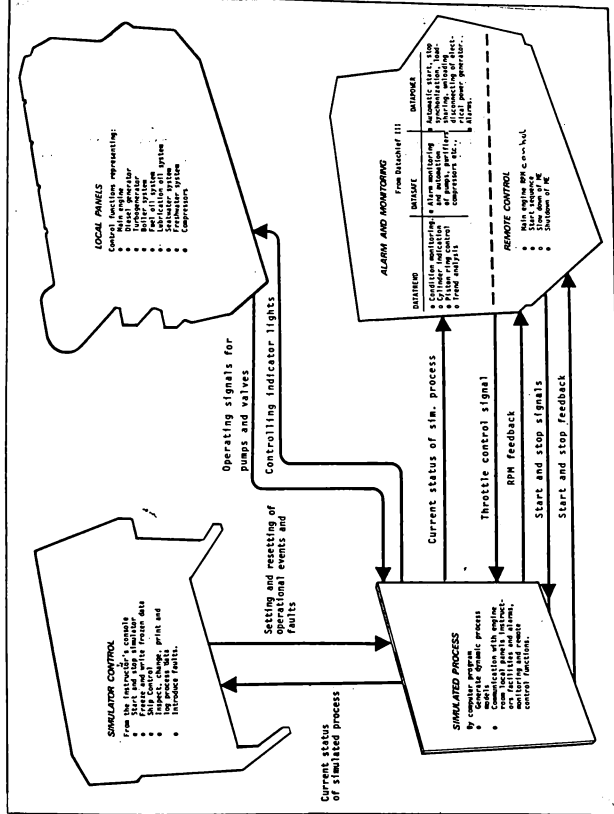 SIMULATOR CONTROL
From the instructor's console
• Start and stop simulator
• Freeze and write frozen data
• Ship Control
• Inspect, change, print and
log process data
• Introduce faults.
LOCAL PANELS
Control functions representing:
• Main engine
• Diesel generator
• Turbogenerator
• Boiler system
• Fuel oil system
• Lubrication oil system
• Seatwater system
• Freshwater system
• Compressors
Operating signals for
pumps and valves
Controlling indicator lights
Setting and resetting of
operational events and
faults
Current status
of simulated process
SIMULATED PROCESS
By computer program
• Generate dynamic process
models
• Communication with engine
room local panels instruct-
ors facilities and alarms,
monitoring and remote
control functions.
Current status of sim. process
Throttle control signal
RPM feedback
Start and stop signals
Start and stop feedback
ALARM AND MONITORING
From Datachief III
DATATREND
• Condition monitoring.
• Cylinder indication
• Piston ring control
• Trend analysis
DATASAFE
• Alarm monitoring
and automation
of pumps, purifiers
compressors etc..
DATAPOWER
• Automatic start, stop
synchonization, load-
sharing, unloading
disconnecting of elect-
rical power generator..
• Alarms.
REMOTE CONTROL
• Main engine RPM control
• Start sequence
• Slow down of ME
• Shutdown of ME